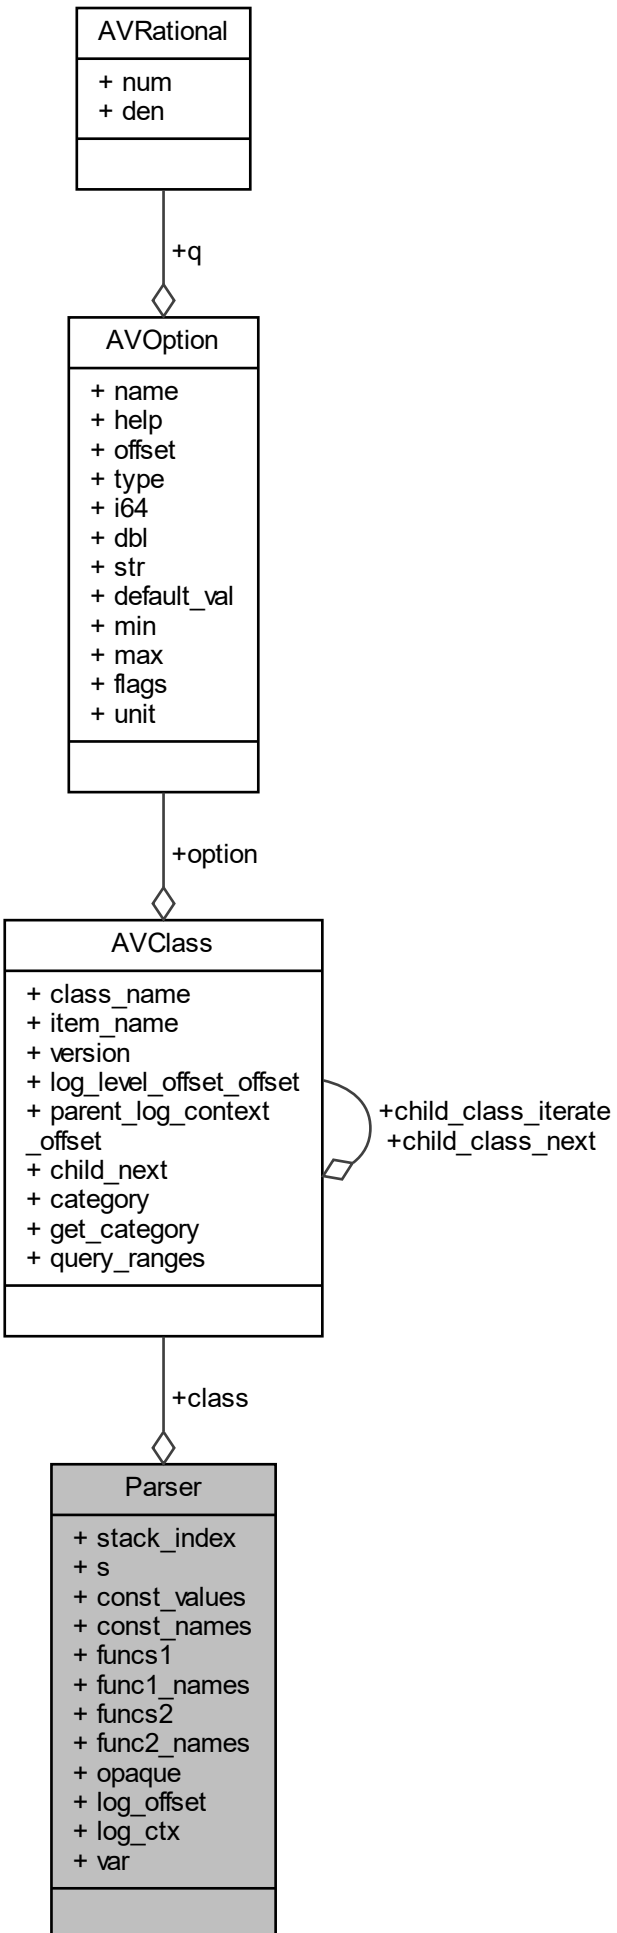 AVRational
+ num
+ den
+q
AVOption
+ name
+ help
+ offset
+ type
+ i64
+ dbl
+ str
+ default_val
+ min
+ max
+ flags
+ unit
+option
AVClass
+ class_name
+ item_name
+ version
+ log_level_offset_offset
+ parent_log_context
_offset
+ child_next
+ category
+ get_category
+ query_ranges
+child_class_iterate
+child_class_next
+class
Parser
+ stack_index
+ s
+ const_values
+ const_names
+ funcs1
+ func1_names
+ funcs2
+ func2_names
+ opaque
+ log_offset
+ log_ctx
+ var